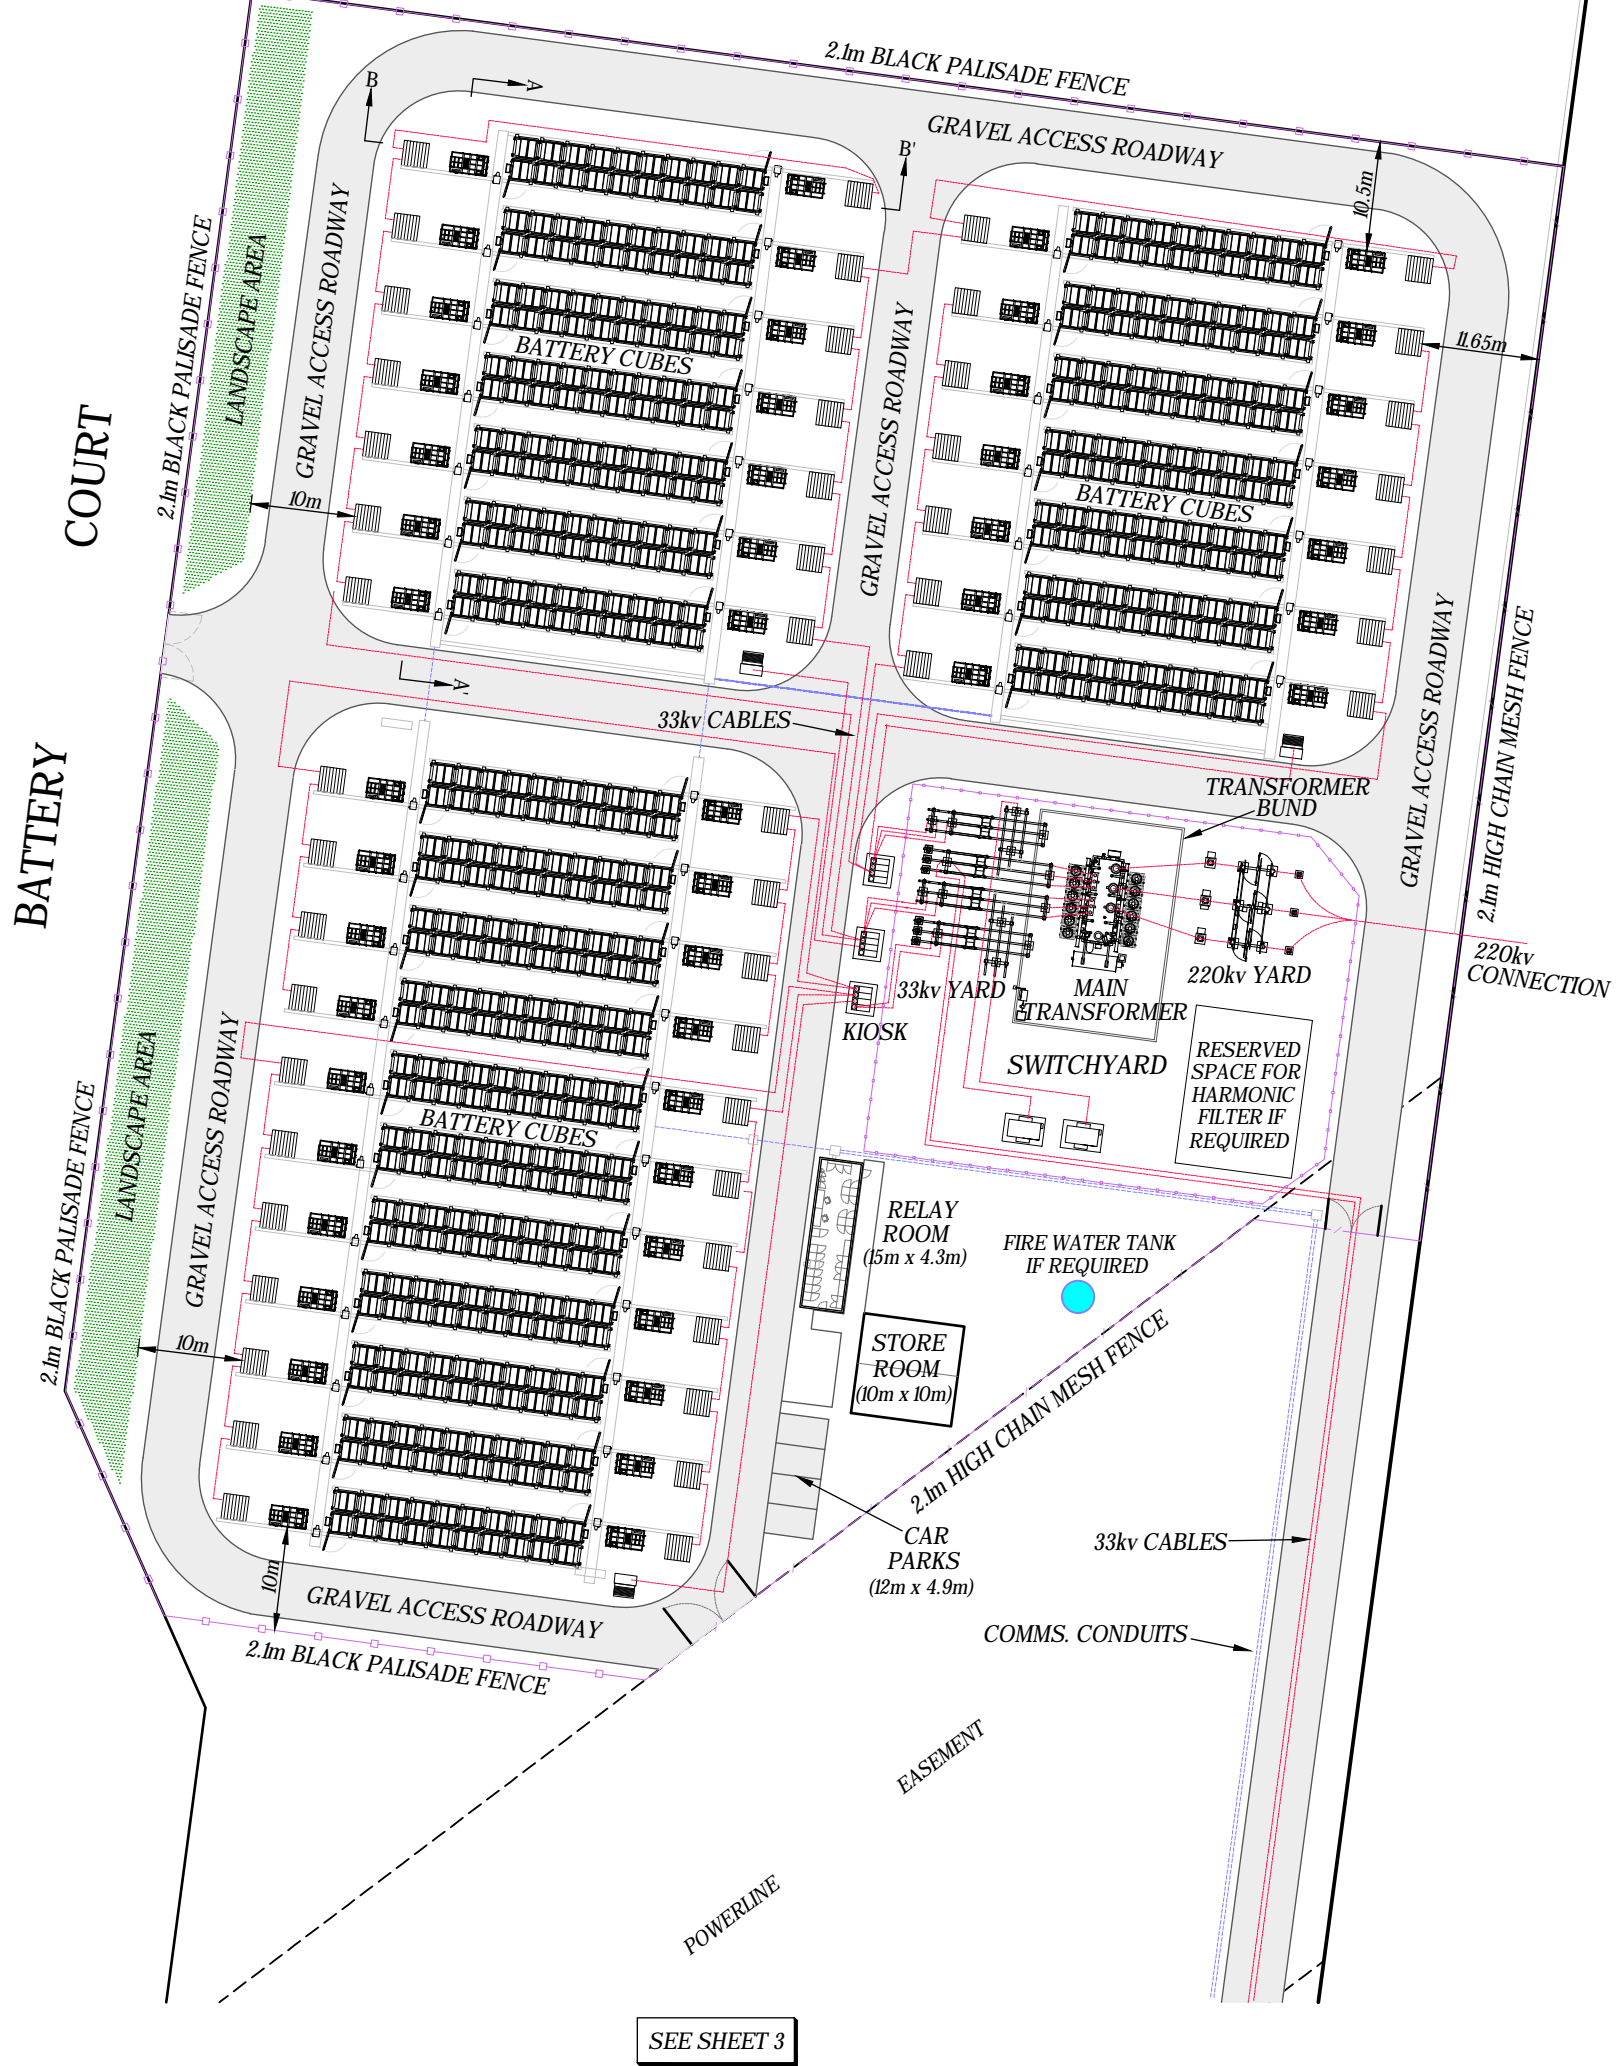 2.1m BLACK PALISADE FENCE
B
A
GRAVEL ACCESS ROADWAY
B'
10.5m
2.1m BLACK PALISADE FENCE
LANDSCAPE AREA
GRAVEL ACCESS ROADWAY
BATTERY CUBES
GRAVEL ACCESS ROADWAY
11.65m
COURT
10m
BATTERY CUBES
A'
33kv CABLES
GRAVEL ACCESS ROADWAY
2.1m HIGH CHAIN MESH FENCE
BATTERY
TRANSFORMER
BUND
220kv
CONNECTION
33kv YARD
MAIN
TRANSFORMER
220kv YARD
KIOSK
SWITCHYARD
RESERVED
SPACE FOR
HARMONIC
FILTER IF
REQUIRED
2.1m BLACK PALISADE FENCE
LANDSCAPE AREA
GRAVEL ACCESS ROADWAY
BATTERY CUBES
RELAY
ROOM
(15m x 4.3m)
FIRE WATER TANK
IF REQUIRED
10m
STORE
ROOM
(10m x 10m)
2.1m HIGH CHAIN MESH FENCE
CAR
PARKS
(12m x 4.9m)
33kv CABLES
10m
GRAVEL ACCESS ROADWAY
2.1m BLACK PALISADE FENCE
COMMS. CONDUITS
EASEMENT
POWERLINE
SEE SHEET 3